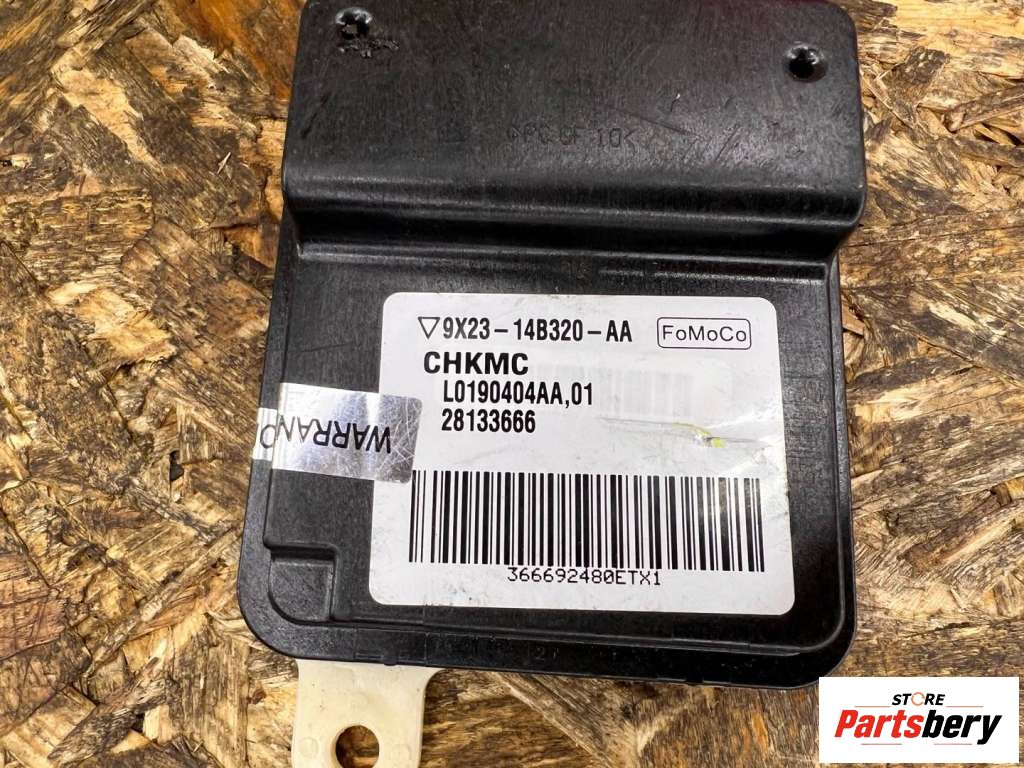 9X23-14B320-AA FoMoCo
CHKMC
L0190404AA,01
28133666
WARRAN
366692480ETX1
STORE
Partsbery